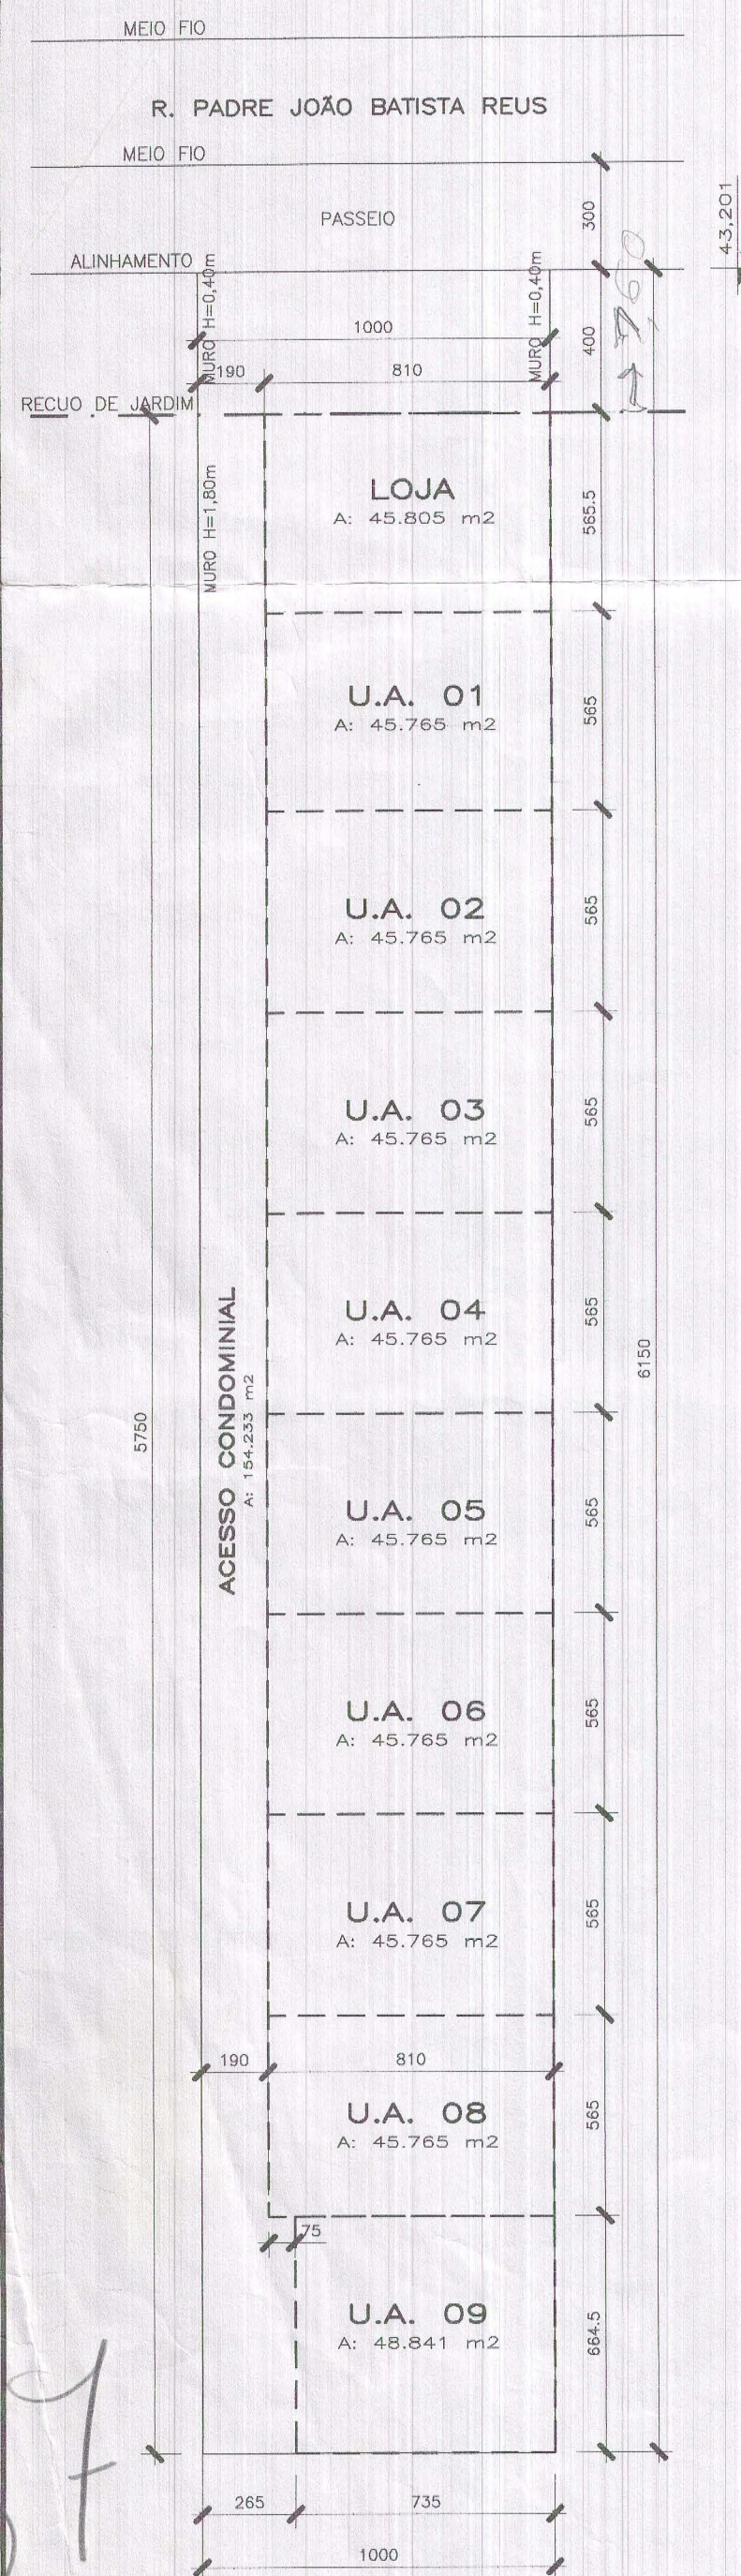 MEIO FIO
R. PADRE JOÃO BATISTA REUS
MEIO FIO
PASSEIO
300
43,201
ALINHAMENTO
MURO H=0,40m
MURO H=0,40m
1000
400
760
190
810
RECUO DE JARDIM
MURO H=1,80m
LOJA
A: 45.805 m2
565.5
U.A. 01
A: 45.765 m2
565
U.A. 02
A: 45.765 m2
565
U.A. 03
A: 45.765 m2
565
U.A. 04
A: 45.765 m2
565
6150
5750
ACESSO CONDOMINIAL
A: 154.233 m2
U.A. 05
A: 45.765 m2
565
U.A. 06
A: 45.765 m2
565
U.A. 07
A: 45.765 m2
565
190
810
U.A. 08
A: 45.765 m2
565
75
U.A. 09
A: 48.841 m2
664.5
265
735
1000